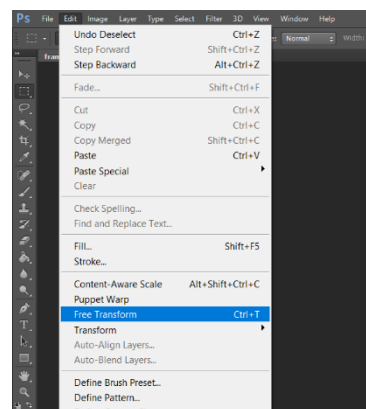 Ps File Edit Image Layer Type Select Filter 3D View Window Help
Normal Width:
Undo Deselect Ctrl+Z
Step Forward Shift+Ctrl+Z
Step Backward Alt+Ctrl+Z
Fade... Shift+Ctrl+F
Cut Ctrl+X
Copy Ctrl+C
Copy Merged Shift+Ctrl+C
Paste Ctrl+V
Paste Special
Clear
Check Spelling...
Find and Replace Text...
Fill... Shift+F5
Stroke...
Content-Aware Scale Alt+Shift+Ctrl+C
Puppet Warp
Free Transform Ctrl+T
Transform
Auto-Align Layers...
Auto-Blend Layers...
Define Brush Preset...
Define Pattern...